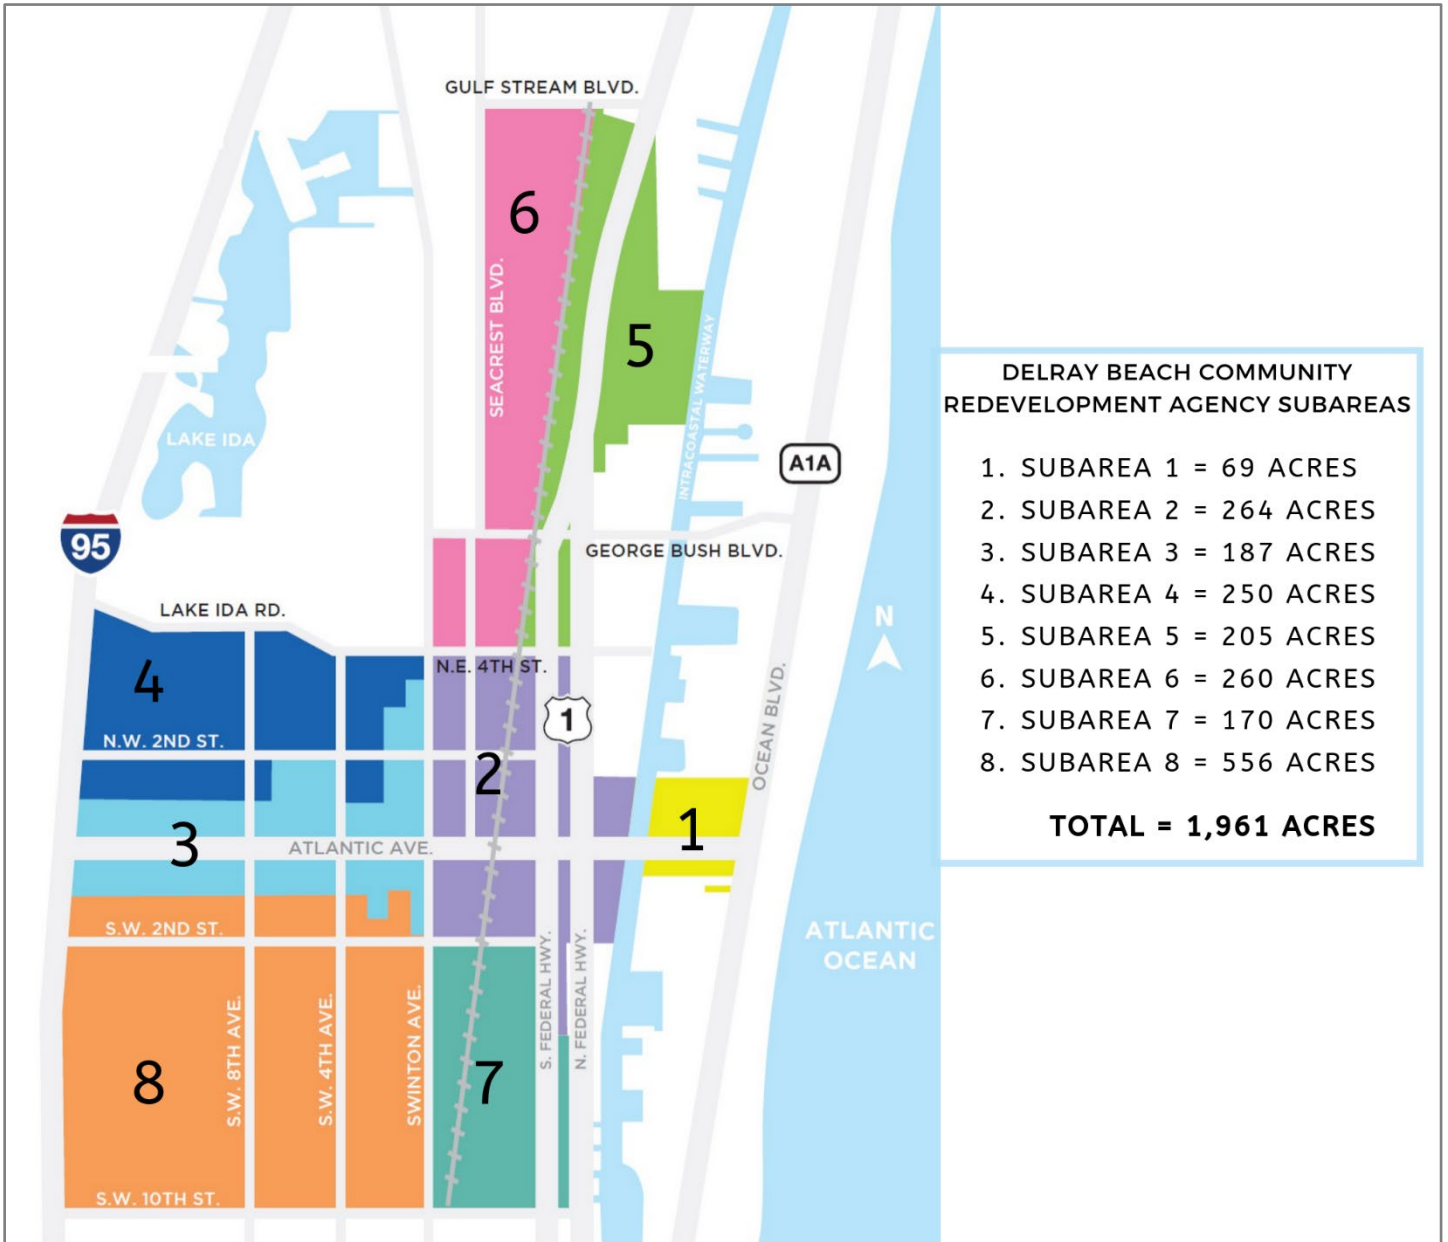 GULF STREAM BLVD.
6
SEACREST BLVD.
5
INTRACOASTAL WATERWAY
LAKE IDA
A1A
95
GEORGE BUSH BLVD.
LAKE IDA RD.
N
4
N.E. 4TH ST.
1
OCEAN BLVD.
N.W. 2ND ST.
2
3
1
ATLANTIC AVE.
S.W. 2ND ST.
ATLANTIC
OCEAN
S. FEDERAL HWY.
N. FEDERAL HWY.
S.W. 8TH AVE.
S.W. 4TH AVE.
SWINTON AVE.
8
7
S.W. 10TH ST.
DELRAY BEACH COMMUNITY
REDEVELOPMENT AGENCY SUBAREAS
1. SUBAREA 1 = 69 ACRES
2. SUBAREA 2 = 264 ACRES
3. SUBAREA 3 = 187 ACRES
4. SUBAREA 4 = 250 ACRES
5. SUBAREA 5 = 205 ACRES
6. SUBAREA 6 = 260 ACRES
7. SUBAREA 7 = 170 ACRES
8. SUBAREA 8 = 556 ACRES
TOTAL = 1,961 ACRES